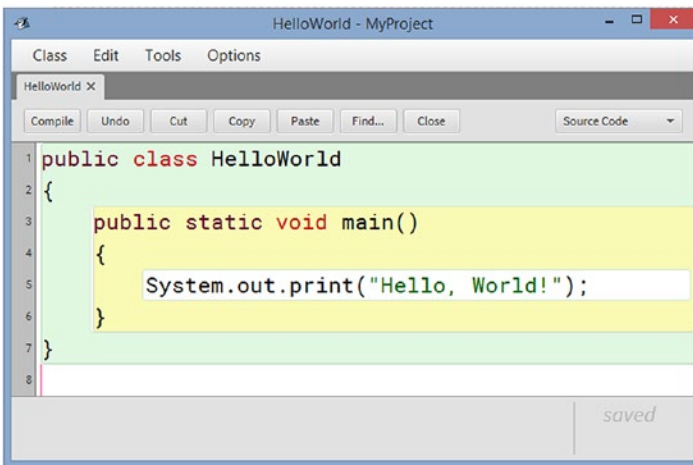 HelloWorld - MyProject
Class Edit Tools Options
HelloWorld X
Compile Undo Cut Copy Paste Find... Close Source Code
1 public class HelloWorld
2 {
3 public static void main()
4 {
5 System.out.print("Hello, World!");
6 }
7 }
8
saved